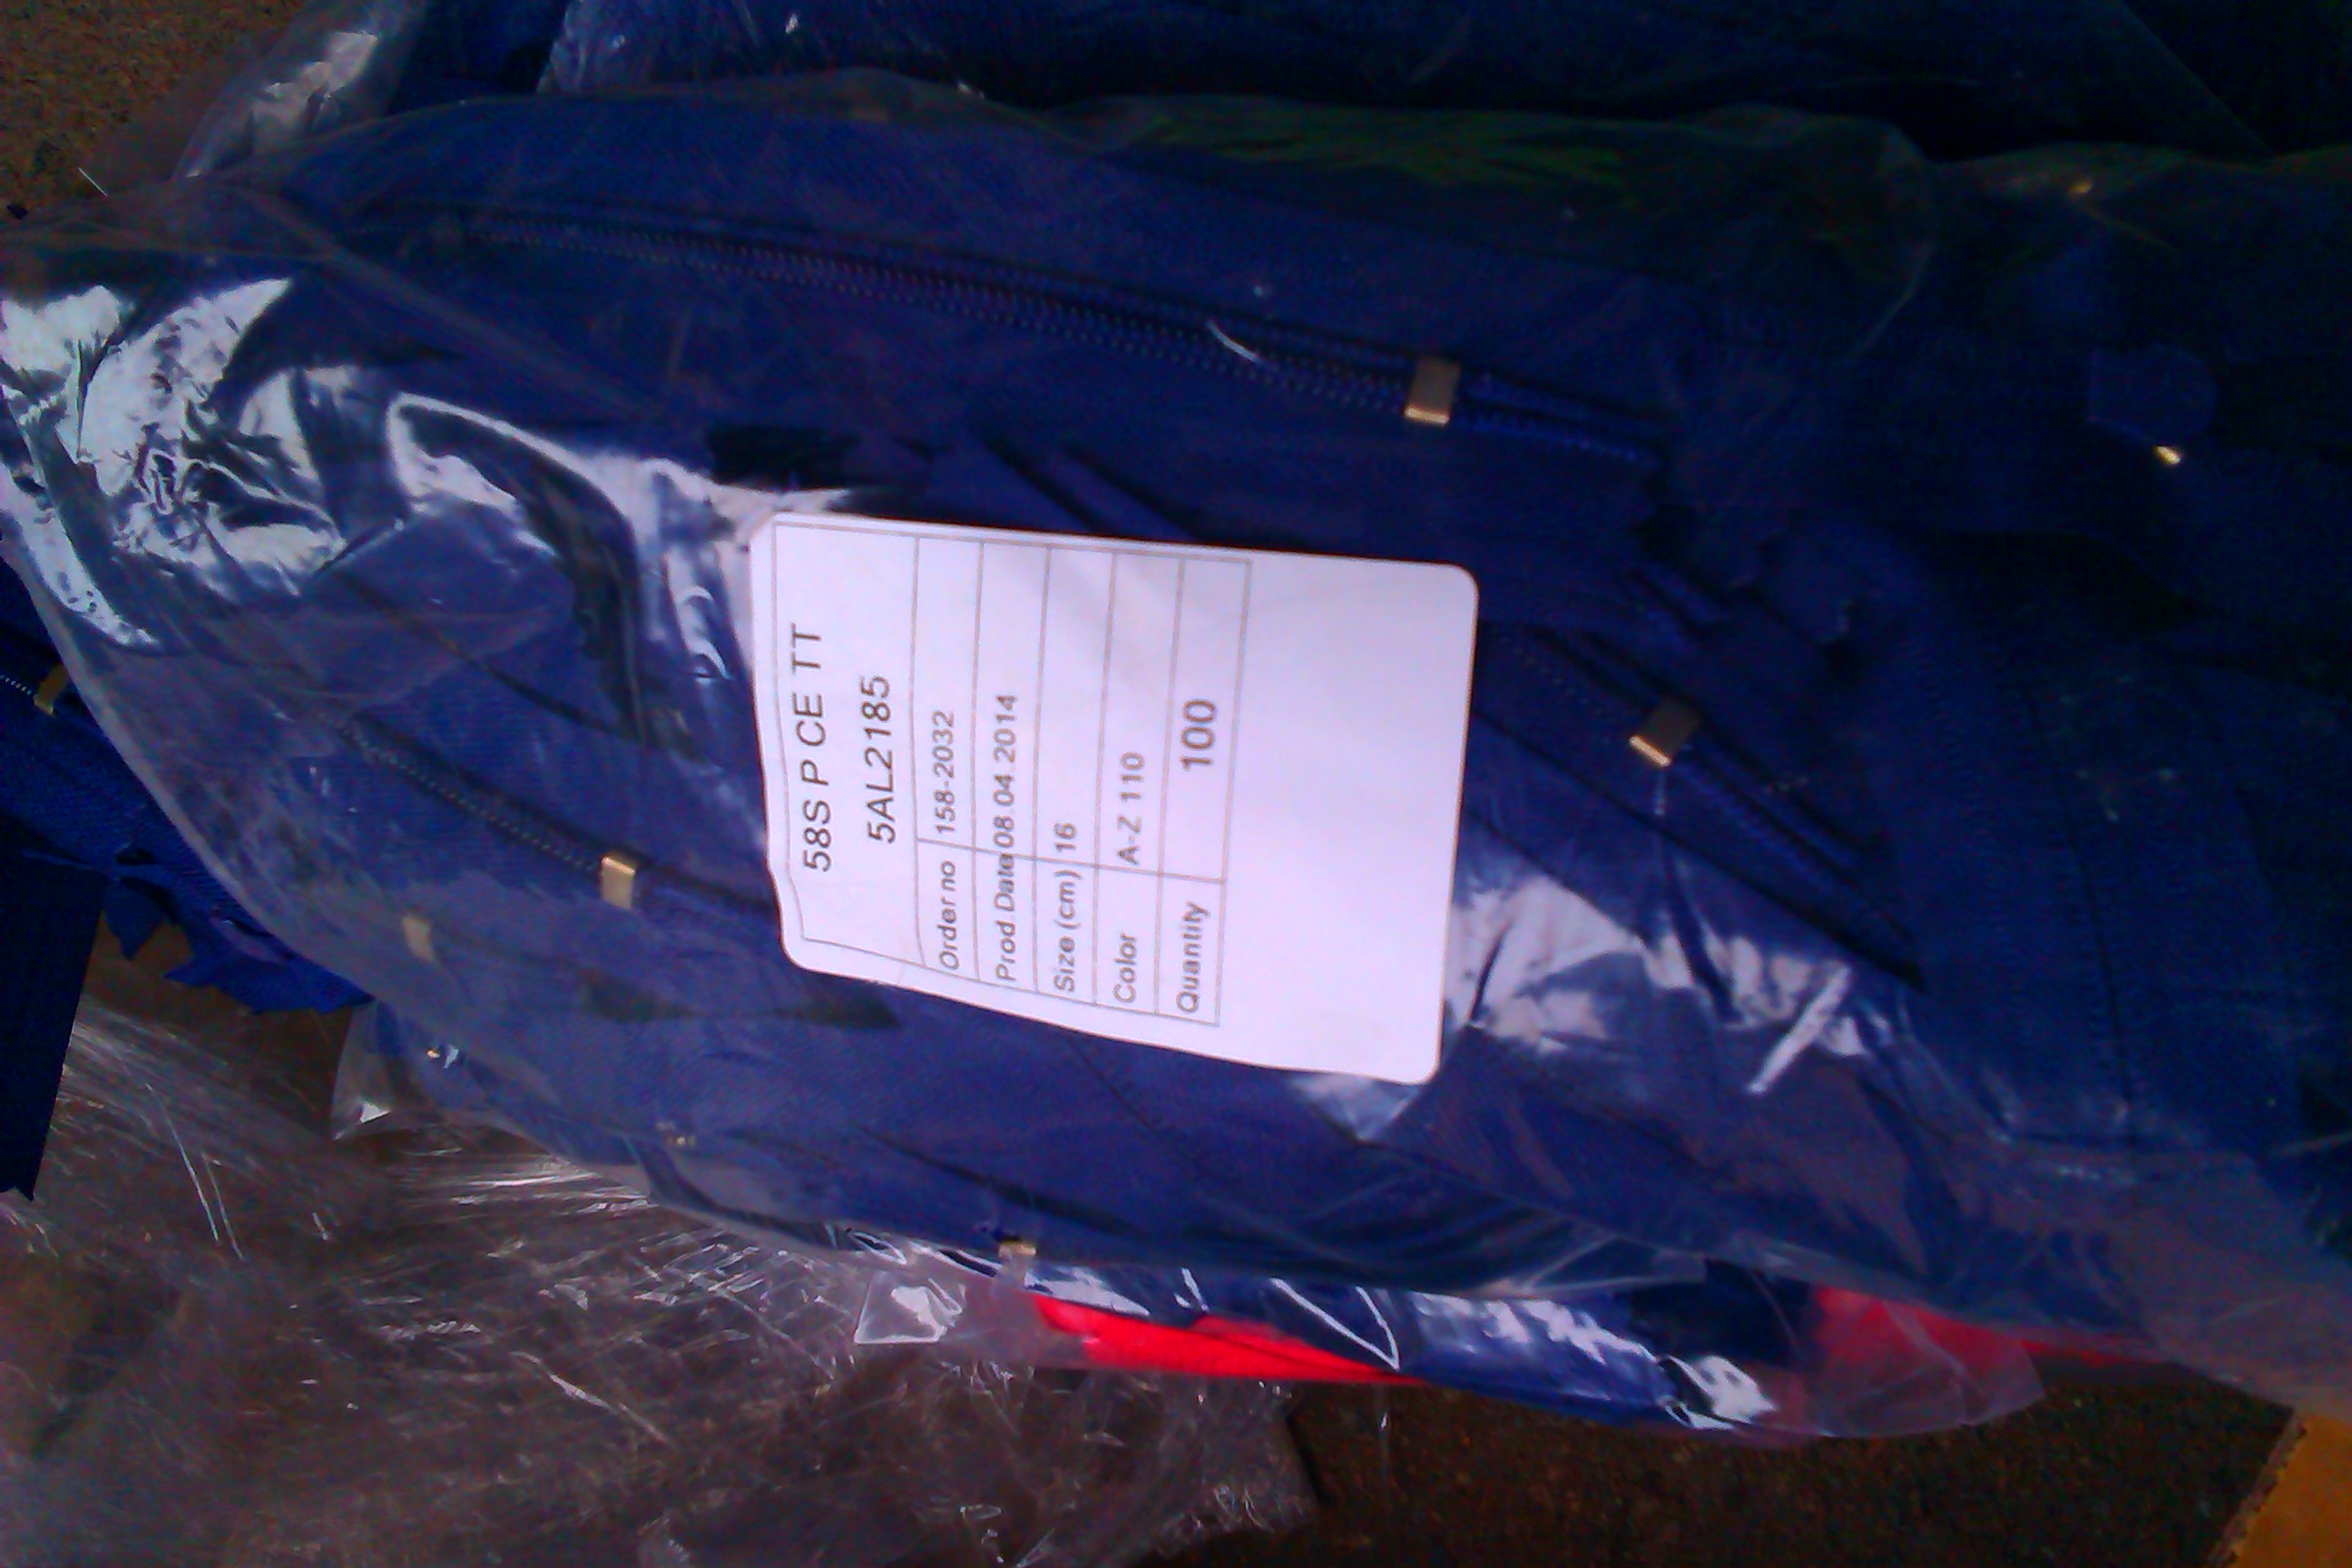 58S P CE TT
5AL2185
Order no 158-2032
Prod Date 08.04.2014
Size (cm) 16
Color A-Z 110
Quantity 100